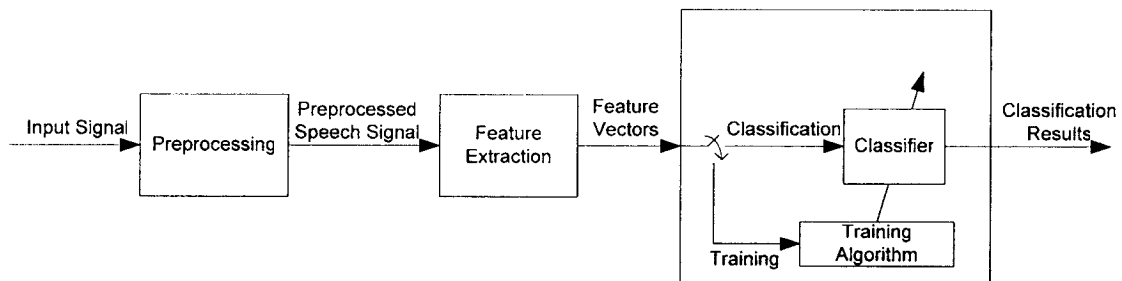 Input Signal
Preprocessing
Preprocessed
Speech Signal
Feature
Extraction
Feature
Vectors
Classification
Classifier
Training
Training
Algorithm
Classification
Results